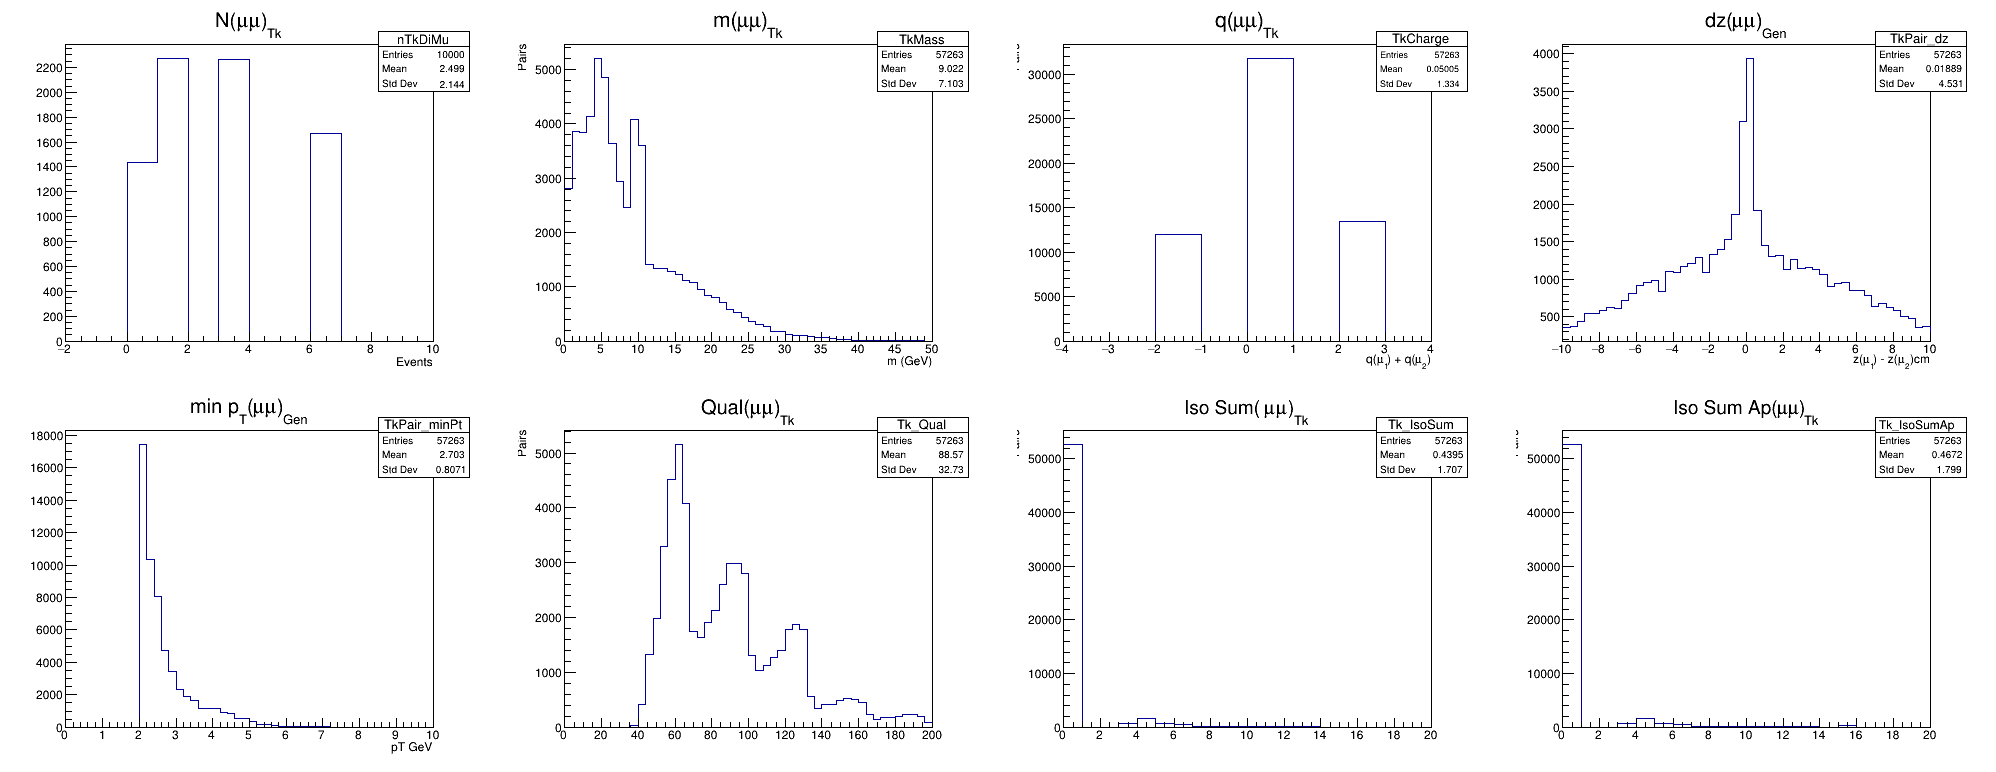 N(μμ)Tk
nTkDiMu
Entries 10000
Mean 2.499
Std Dev 2.144
2200
2000
1800
1600
1400
1200
1000
800
600
400
200
0
−2 0 2 4 6 8 10
Events
m(μμ)Tk
Pairs
TkMass
Entries 57263
Mean 9.022
Std Dev 7.103
5000
4000
3000
2000
1000
0
0 5 10 15 20 25 30 35 40 45 50
m (GeV)
q(μμ)Tk
TkCharge
Entries 57263
Mean 0.05005
Std Dev 1.334
30000
25000
20000
15000
10000
5000
0
−4 −3 −2 −1 0 1 2 3 4
q(μ1) + q(μ2)
dz(μμ)Gen
TkPair_dz
Entries 57263
Mean 0.01889
Std Dev 4.531
4000
3500
3000
2500
2000
1500
1000
500
−10 −8 −6 −4 −2 0 2 4 6 8 10
z(μ1) - z(μ2)cm
min pT(μμ)Gen
TkPair_minPt
Entries 57263
Mean 2.703
Std Dev 0.8071
18000
16000
14000
12000
10000
8000
6000
4000
2000
0
0 1 2 3 4 5 6 7 8 9 10
pT GeV
Qual(μμ)Tk
Pairs
Tk_Qual
Entries 57263
Mean 88.57
Std Dev 32.73
5000
4000
3000
2000
1000
0
0 20 40 60 80 100 120 140 160 180 200
Iso Sum( μμ)Tk
Tk_IsoSum
Entries 57263
Mean 0.4395
Std Dev 1.707
50000
40000
30000
20000
10000
0
0 2 4 6 8 10 12 14 16 18 20
Iso Sum Ap(μμ)Tk
Tk_IsoSumAp
Entries 57263
Mean 0.4672
Std Dev 1.799
50000
40000
30000
20000
10000
0
0 2 4 6 8 10 12 14 16 18 20